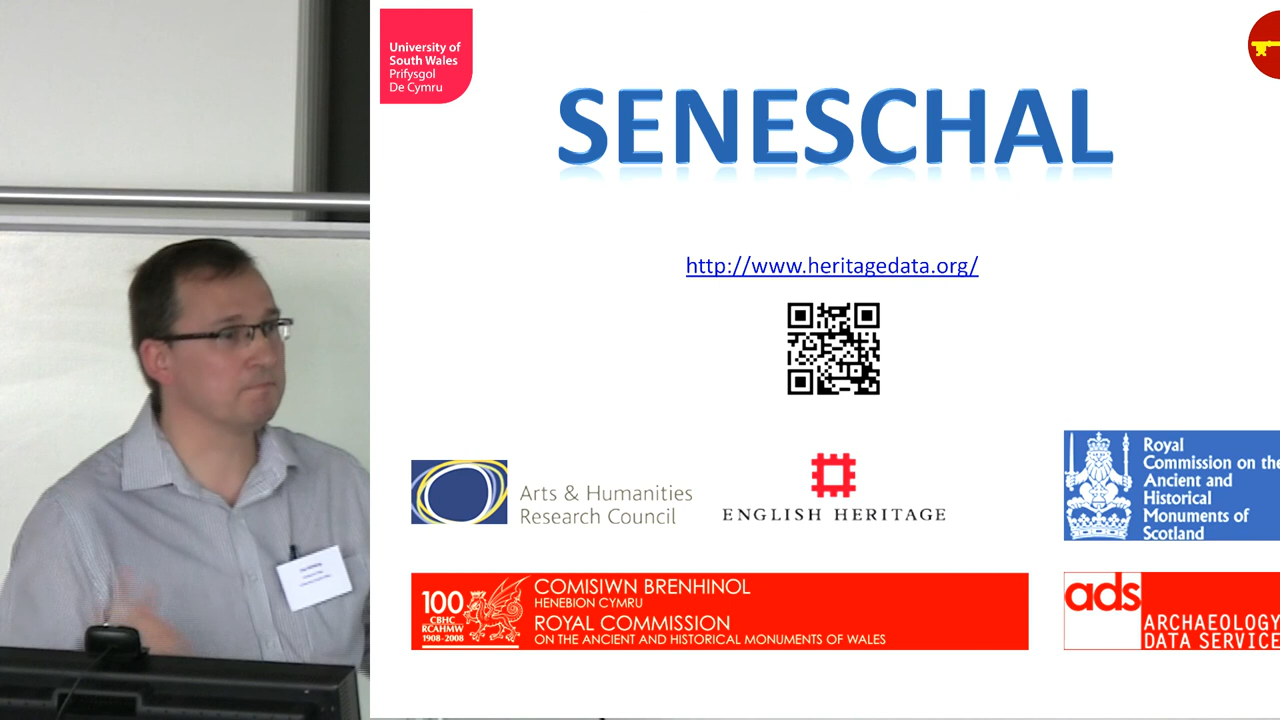 University of
South Wales
Prifysgol
De Cymru
SENESCHAL
http://www.heritagedata.org/
Arts & Humanities
Research Council
ENGLISH HERITAGE
Royal
Commission on the
Ancient and
Historical
Monuments of
Scotland
100
CBHC
RCAHMW
1908-2008
COMISIWN BRENHINOL
HENEBION CYMRU
ROYAL COMMISSION
ON THE ANCIENT AND HISTORICAL MONUMENTS OF WALES
ads
ARCHAEOLOGY
DATA SERVICE